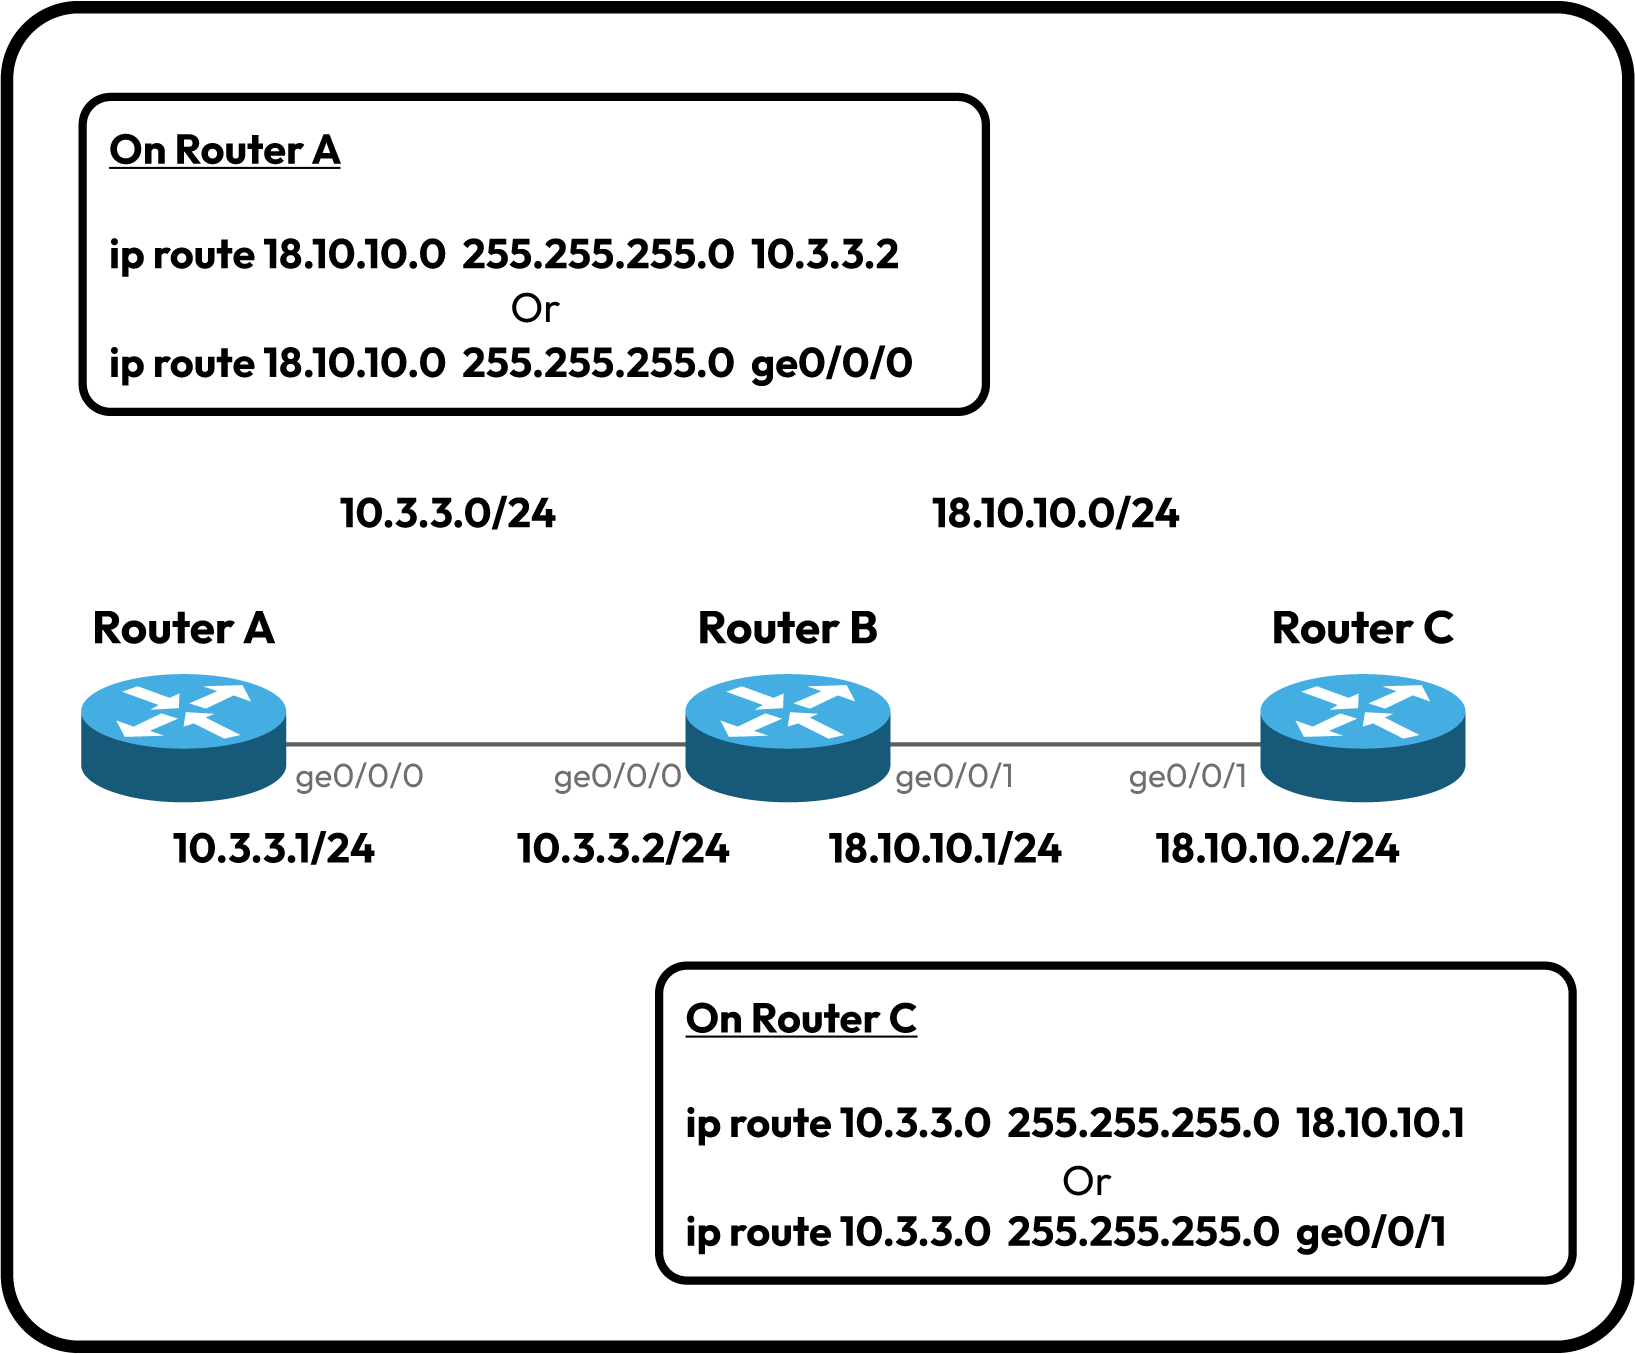 On Router A
ip route 18.10.10.0 255.255.255.0 10.3.3.2
Or
ip route 18.10.10.0 255.255.255.0 ge0/0/0
10.3.3.0/24
18.10.10.0/24
Router A
Router B
Router C
ge0/0/0
ge0/0/0
ge0/0/1
ge0/0/1
10.3.3.1/24
10.3.3.2/24
18.10.10.1/24
18.10.10.2/24
On Router C
ip route 10.3.3.0 255.255.255.0 18.10.10.1
Or
ip route 10.3.3.0 255.255.255.0 ge0/0/1